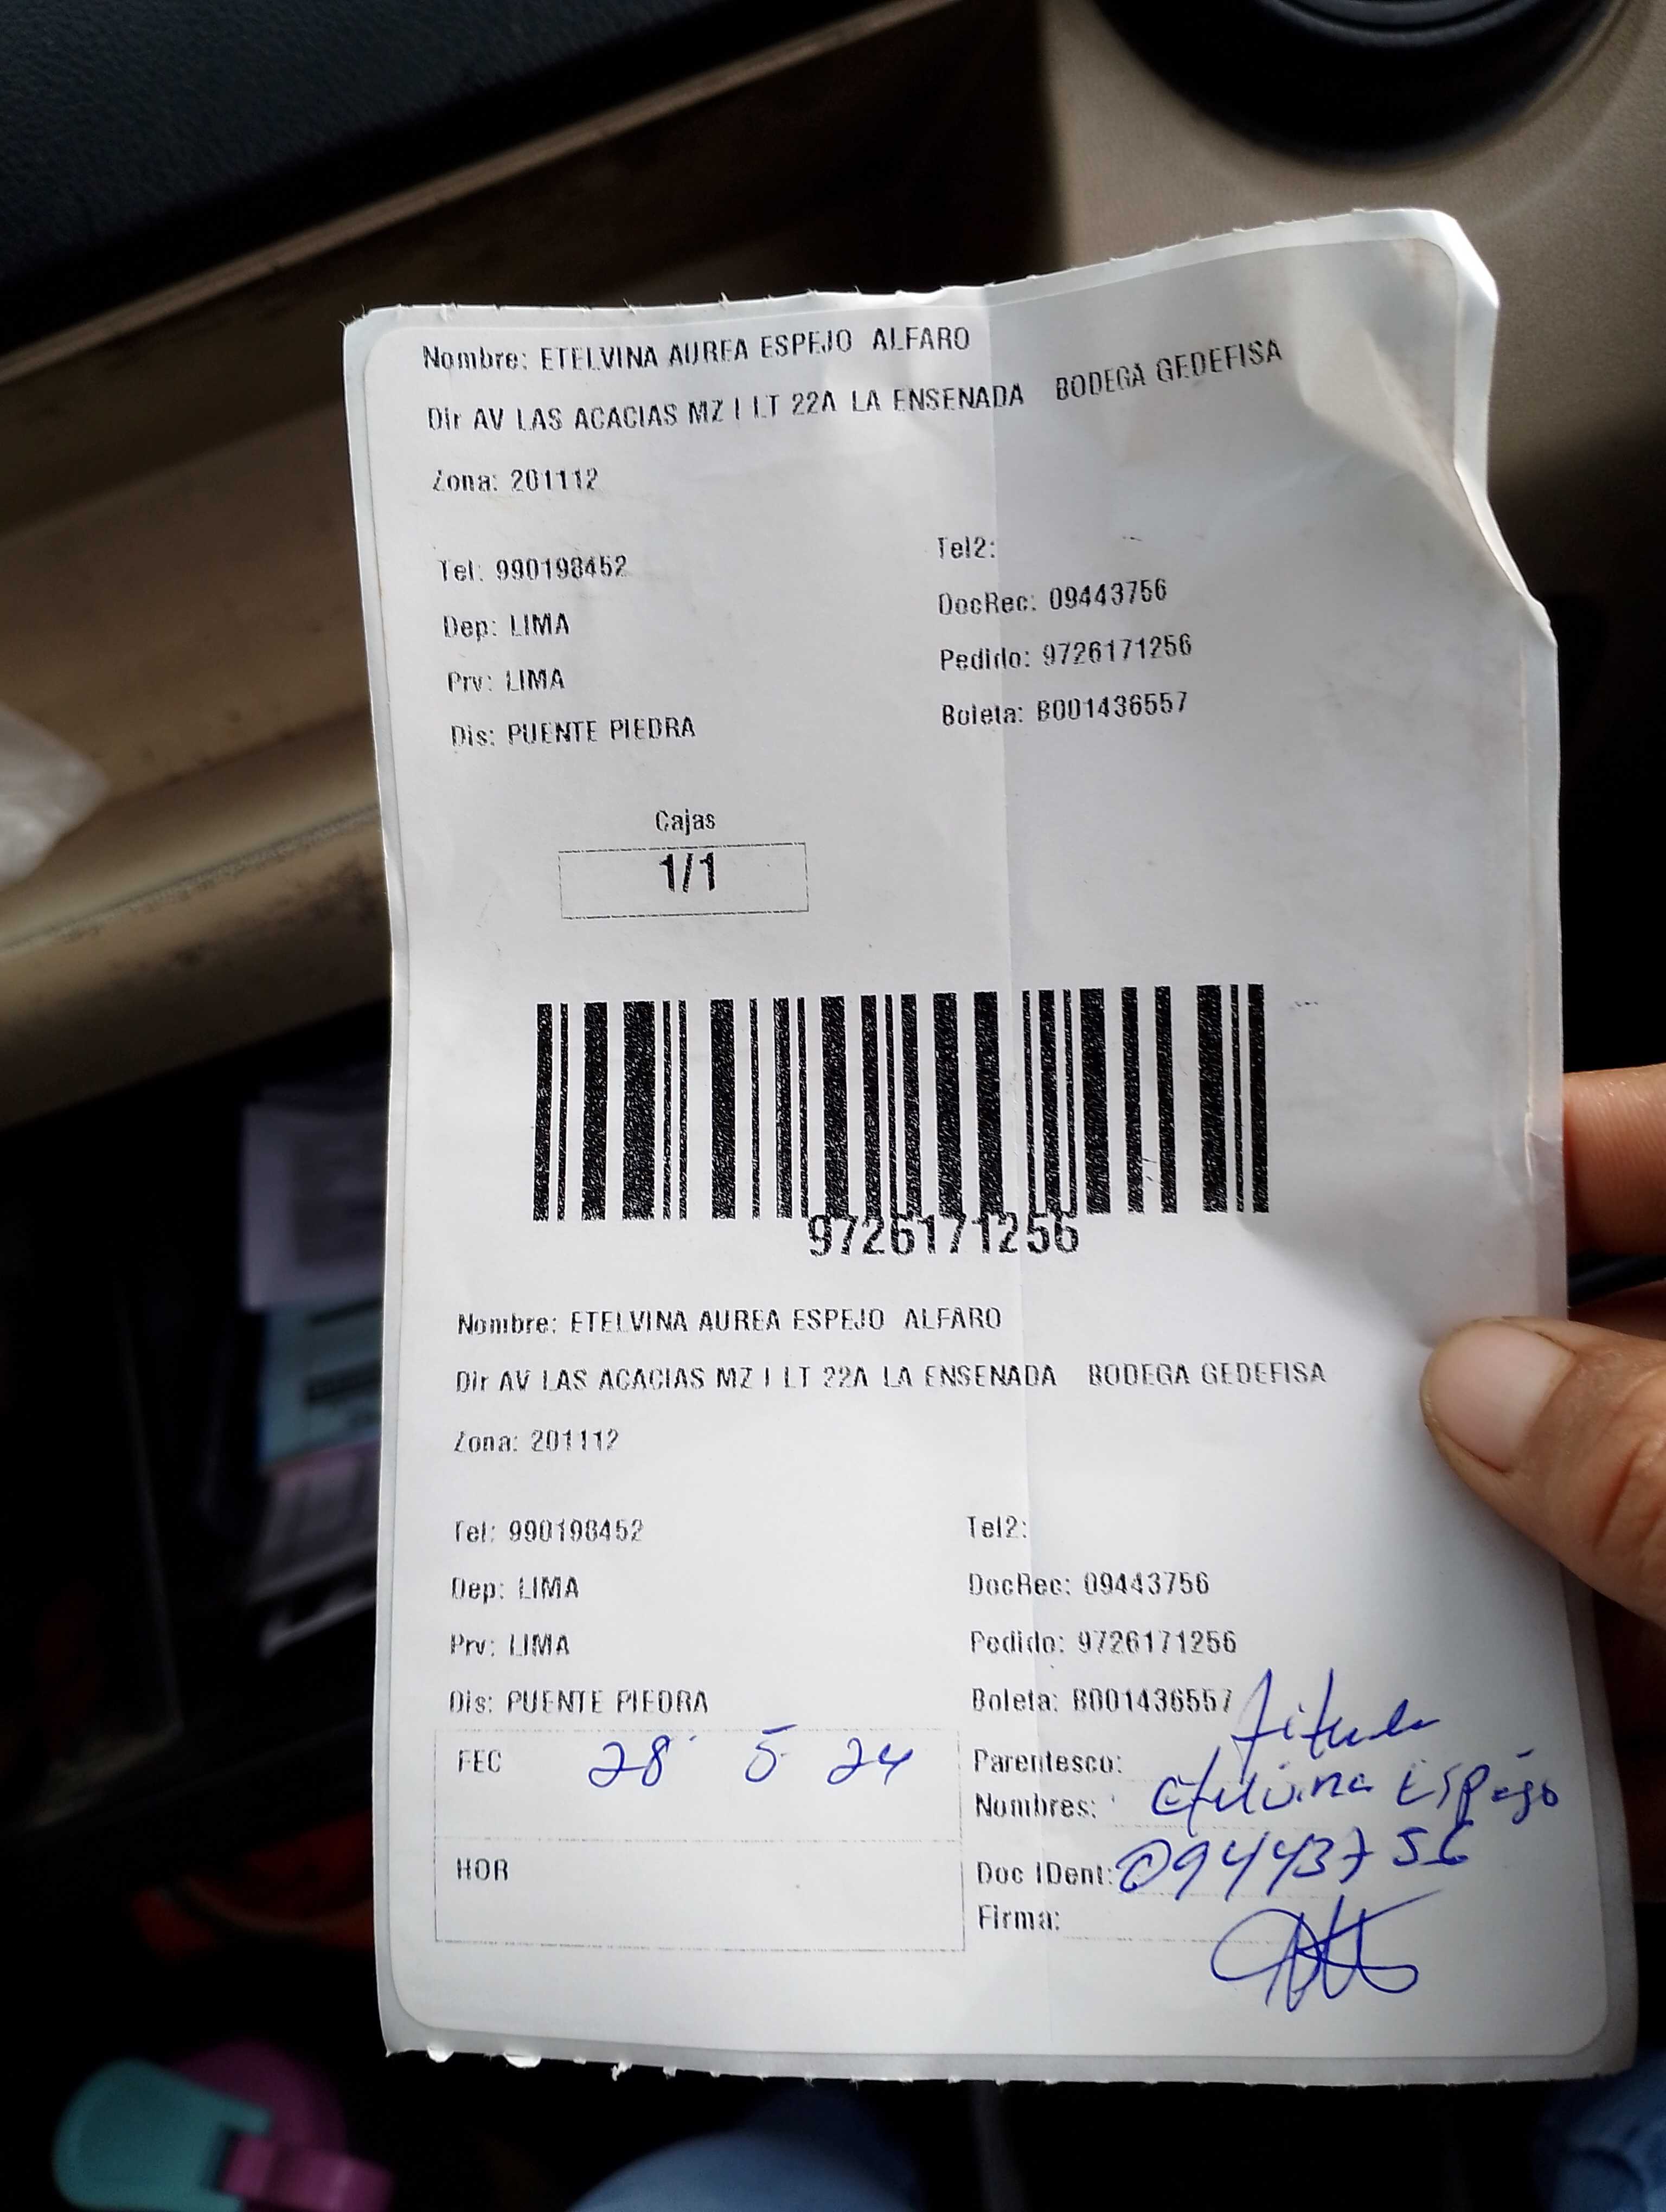 Nombre: ETELVINA AUREA ESPEJO ALFARO
Dir AV LAS ACACIAS MZ I LT 22A LA ENSENADA BODEGA GEDEFISA
Zona: 201112
Tel: 990198452
Tel2:
Dep: LIMA
DocRec: 09443756
Prv: LIMA
Pedido: 9726171256
Dis: PUENTE PIEDRA
Boleta: B001436557
Cajas
1/1
9726171256
Nombre: ETELVINA AUREA ESPEJO ALFARO
Dir AV LAS ACACIAS MZ I LT 22A LA ENSENADA BODEGA GEDEFISA
Zona: 201112
Tel: 990198452
Tel2:
Dep: LIMA
DocRec: 09443756
Prv: LIMA
Pedido: 9726171256
Dis: PUENTE PIEDRA
Boleta: B001436557
FEC 28 5 24
Parentesco:
Nombres: Etelvina Espejo
HOR
Doc IDent: 09443756
Firma: